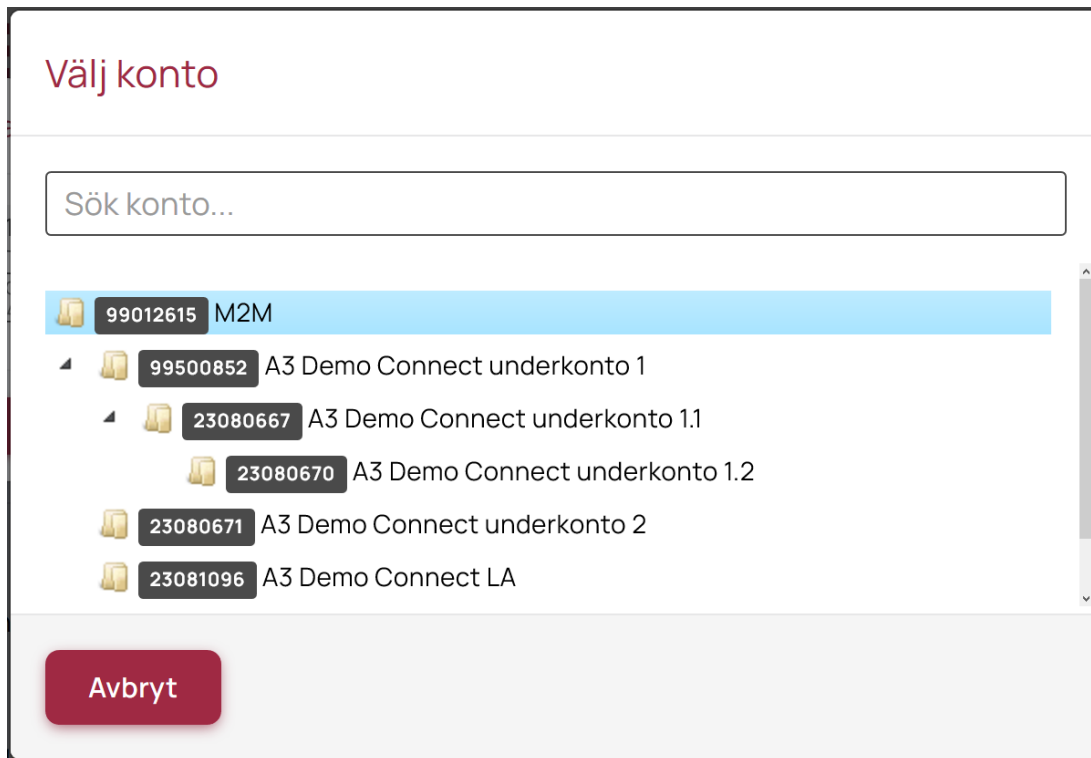 Välj konto
Sök konto...
99012615 M2M
99500852 A3 Demo Connect underkonto 1
23080667 A3 Demo Connect underkonto 1.1
23080670 A3 Demo Connect underkonto 1.2
23080671 A3 Demo Connect underkonto 2
23081096 A3 Demo Connect LA
Avbryt